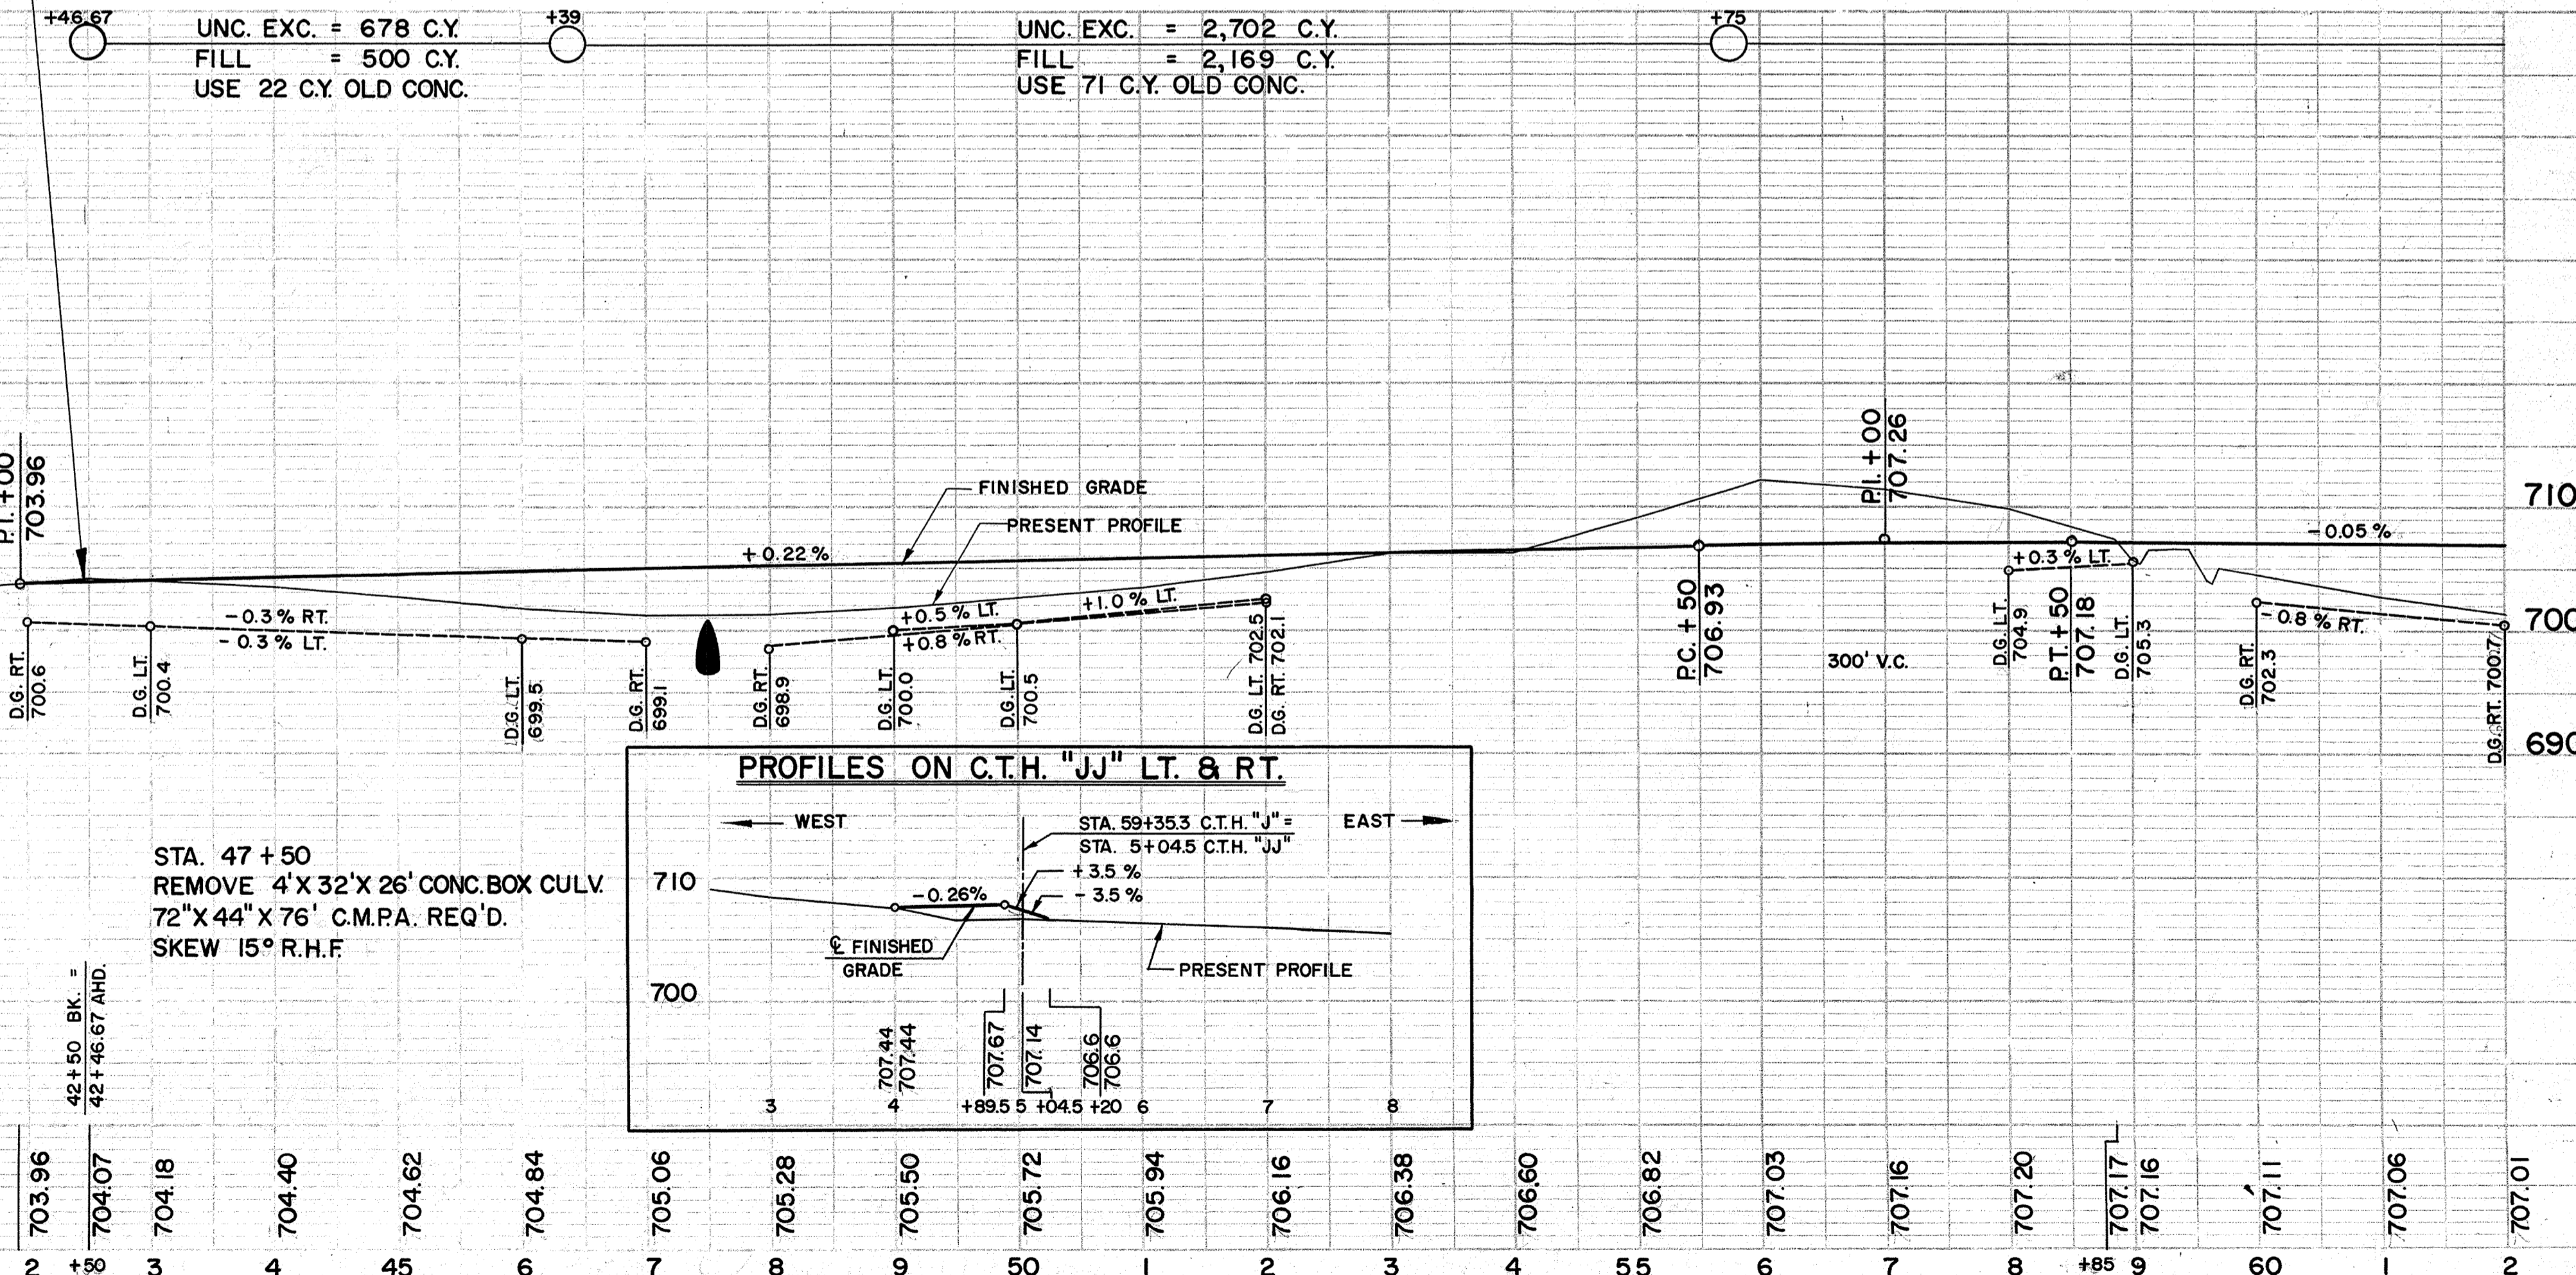 +46.67
UNC. EXC. = 678 C.Y.
FILL = 500 C.Y.
USE 22 C.Y. OLD CONC.
+39
UNC. EXC. = 2,702 C.Y.
FILL = 2,169 C.Y.
USE 71 C.Y. OLD CONC.
+75
P.I. +00
703.96
FINISHED GRADE
PRESENT PROFILE
+0.22 %
P.I. +00
707.26
710
-0.05 %
+0.3 % LT.
-0.3 % RT.
-0.3 % LT.
+0.5 % LT.
+0.8 % RT.
+1.0 % LT.
700
-0.8 % RT.
D.G. RT.
700.6
D.G. LT.
700.4
D.G. LT.
699.5
D.G. RT.
699.1
D.G. RT.
698.9
D.G. LT.
700.0
D.G. LT.
700.5
D.G. LT. 702.5
D.G. RT. 702.1
P.C. +50
706.93
300' V.C.
D.G. LT.
704.9
P.T. +50
707.18
D.G. LT.
705.3
D.G. RT.
702.3
D.G. RT. 700.7
690
PROFILES ON C.T.H. "JJ" LT. & RT.
WEST
STA. 59+35.3 C.T.H. "J" =
STA. 5+04.5 C.T.H. "JJ"
EAST
+3.5 %
-3.5 %
710
-0.26%
℄ FINISHED
GRADE
PRESENT PROFILE
700
707.44
707.44
707.67
707.14
706.6
706.6
3 4 +89.5 5 +04.5 +20 6 7 8
STA. 47+50
REMOVE 4'X 32'X 26' CONC. BOX CULV.
72"X 44"X 76' C.M.P.A. REQ'D.
SKEW 15° R.H.F.
42+50 BK. =
42+46.67 AHD.
703.96 704.07 704.18 704.40 704.62 704.84 705.06 705.28 705.50 705.72 705.94 706.16 706.38 706.60 706.82 707.03 707.16 707.20 707.17 707.16 707.11 707.06 707.01
2 +50 3 4 45 6 7 8 9 50 1 2 3 4 55 6 7 8 +85 9 60 1 2